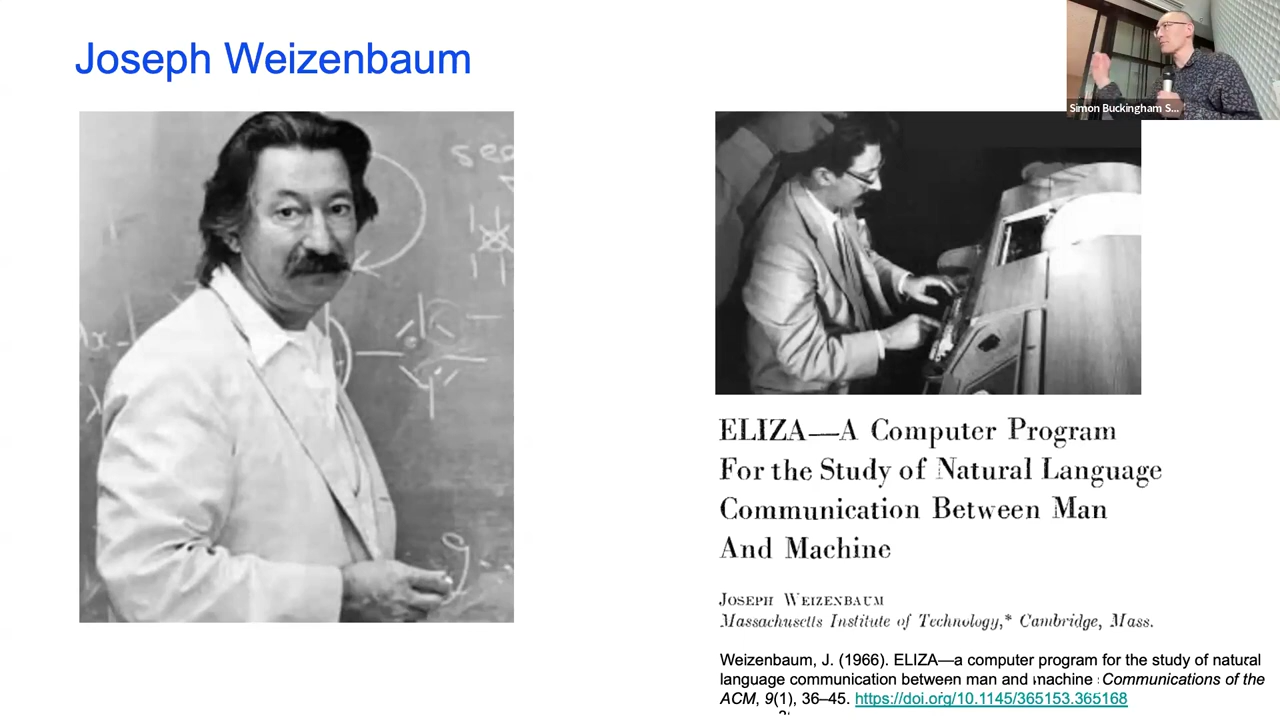 Joseph Weizenbaum
Simon Buckingham S...
see
ELIZA—A Computer Program
For the Study of Natural Language
Communication Between Man
And Machine
JOSEPH WEIZENBAUM
Massachusetts Institute of Technology,* Cambridge, Mass.
Weizenbaum, J. (1966). ELIZA—a computer program for the study of natural
language communication between man and machine Communications of the
ACM, 9(1), 36–45. https://doi.org/10.1145/365153.365168